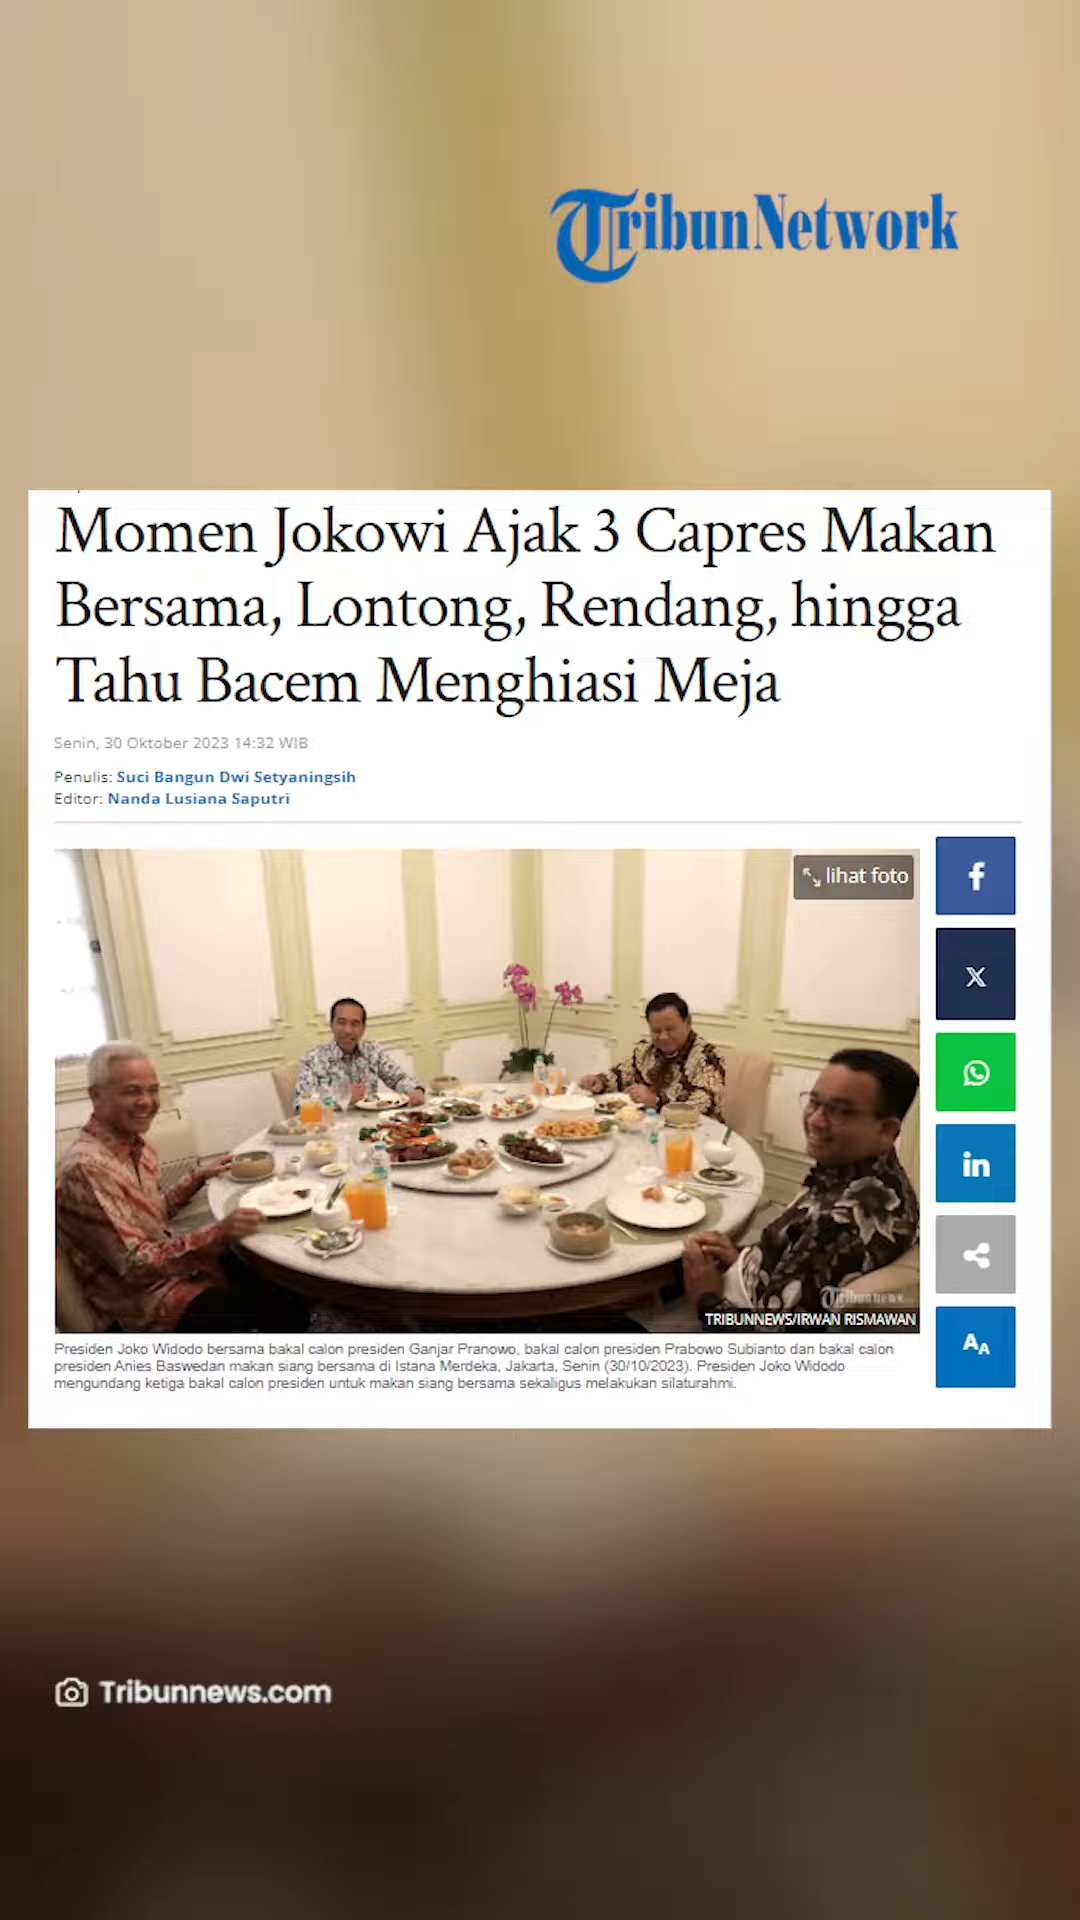 TribunNetwork
Momen Jokowi Ajak 3 Capres Makan
Bersama, Lontong, Rendang, hingga
Tahu Bacem Menghiasi Meja
Senin, 30 Oktober 2023 14:32 WIB
Penulis: Suci Bangun Dwi Setyaningsih
Editor: Nanda Lusiana Saputri
lihat foto
f
X
in
Tribunnews
TRIBUNNEWS/IRWAN RISMAWAN
AA
Presiden Joko Widodo bersama bakal calon presiden Ganjar Pranowo, bakal calon presiden Prabowo Subianto dan bakal calon
presiden Anies Baswedan makan siang bersama di Istana Merdeka, Jakarta, Senin (30/10/2023). Presiden Joko Widodo
mengundang ketiga bakal calon presiden untuk makan siang bersama sekaligus melakukan silaturahmi.
Tribunnews.com